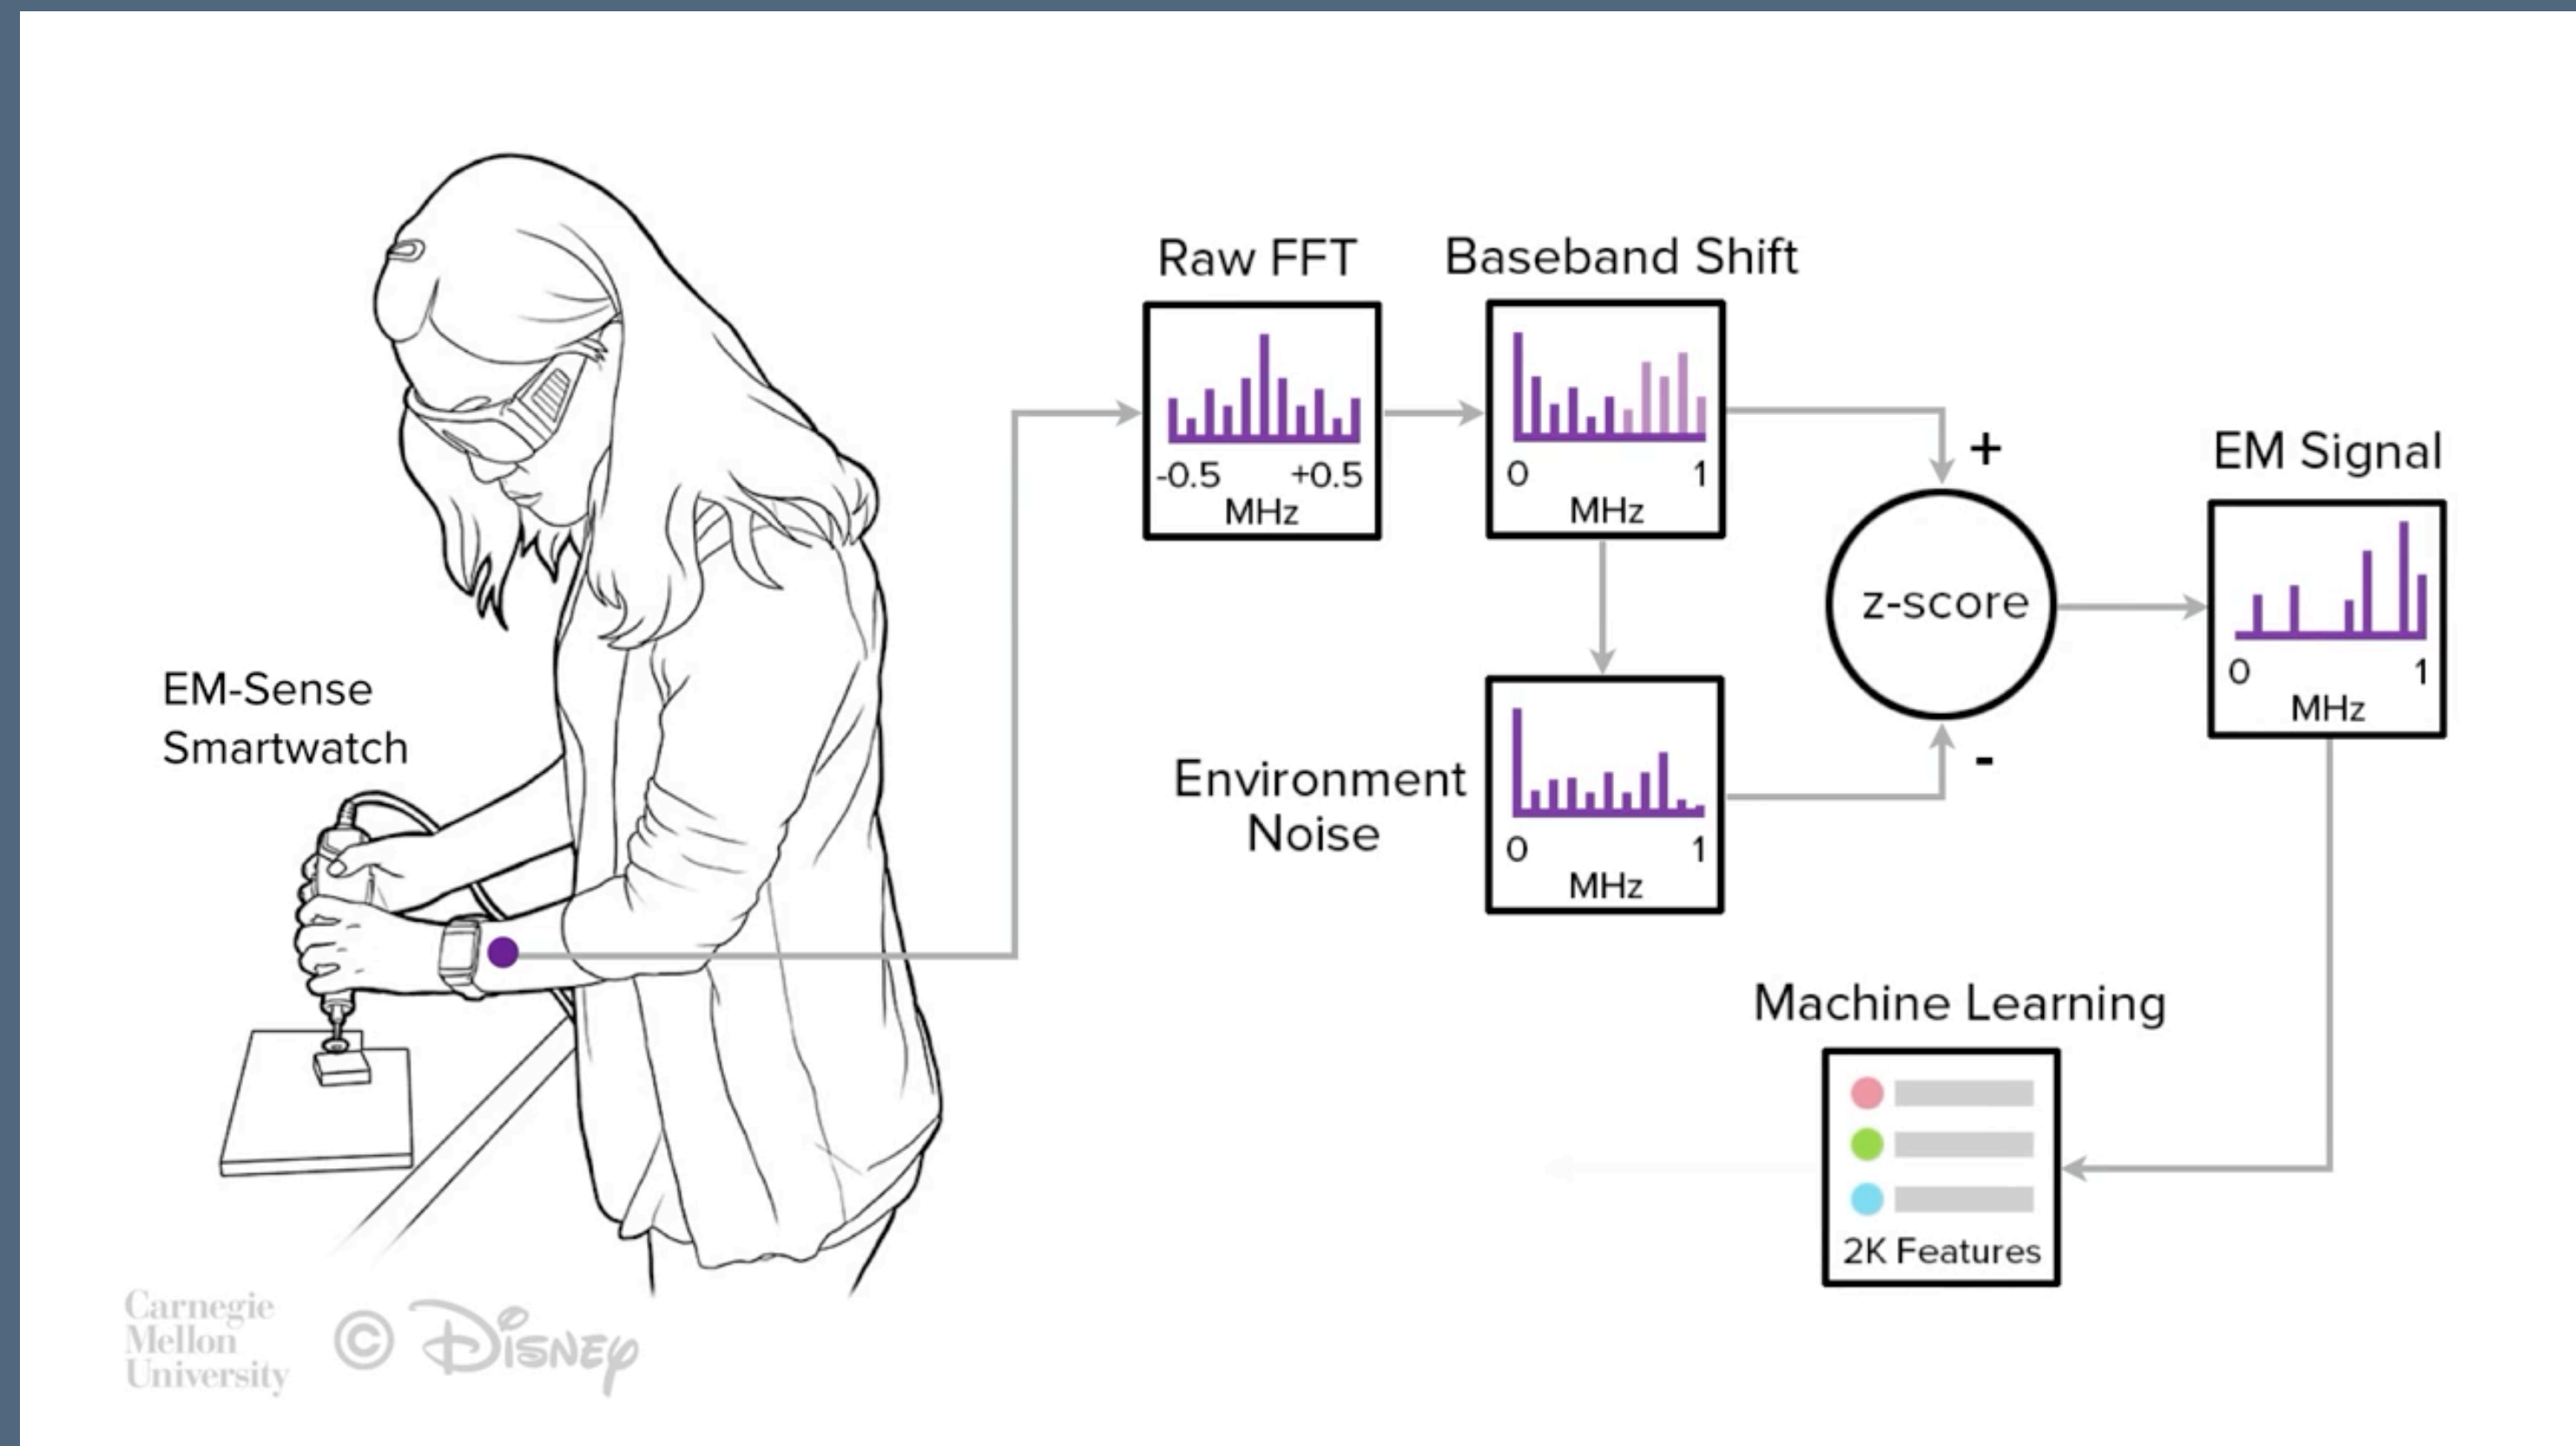 Raw FFT
-0.5 +0.5
MHz
Baseband Shift
0 1
MHz
+
z-score
-
EM Signal
0 1
MHz
Environment
Noise
0 1
MHz
EM-Sense
Smartwatch
Machine Learning
2K Features
Carnegie
Mellon
University
© Disney